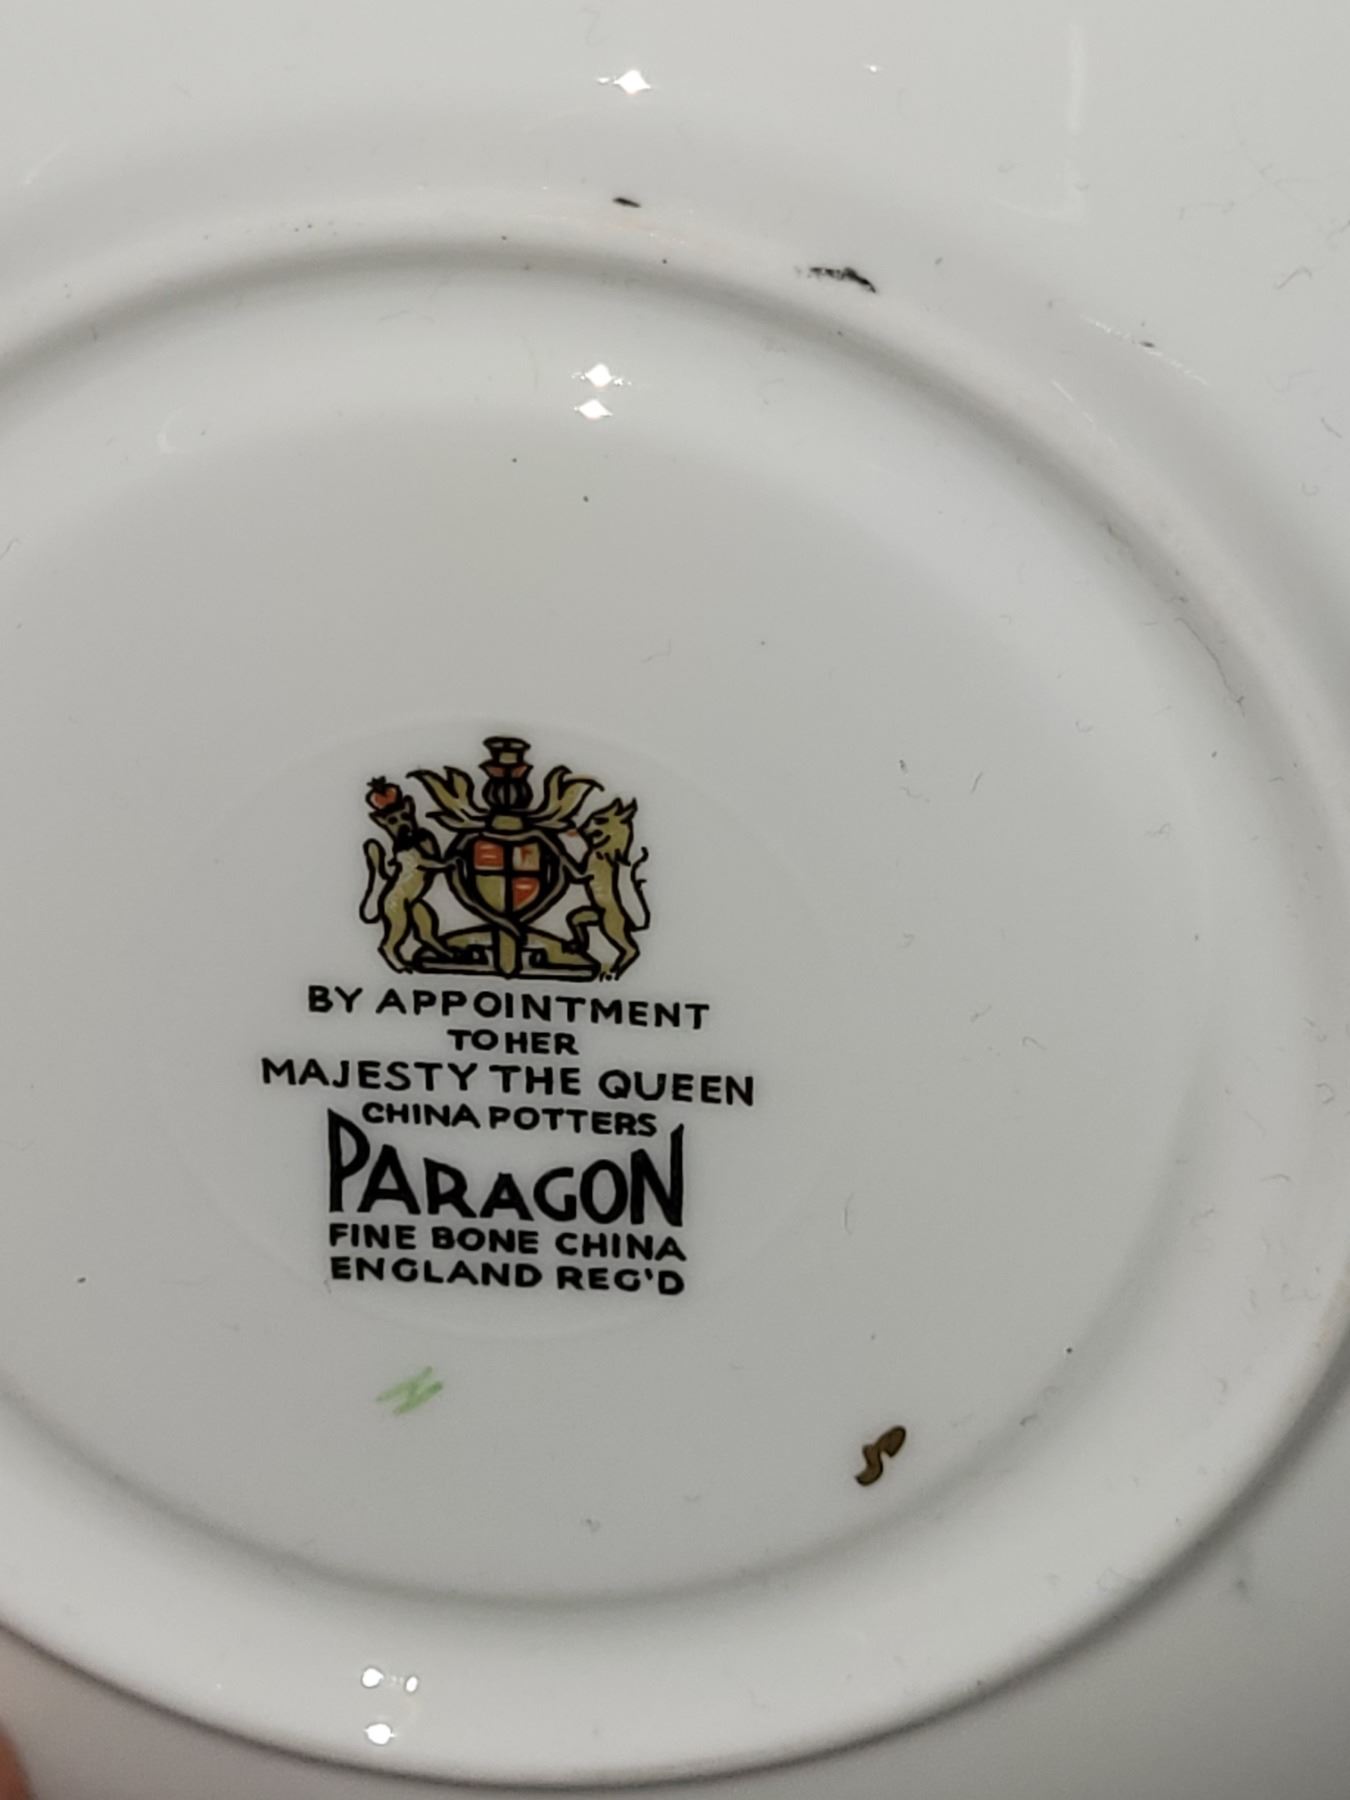 BY APPOINTMENT
TO HER
MAJESTY THE QUEEN
CHINA POTTERS
PARAGON
FINE BONE CHINA
ENGLAND REG'D